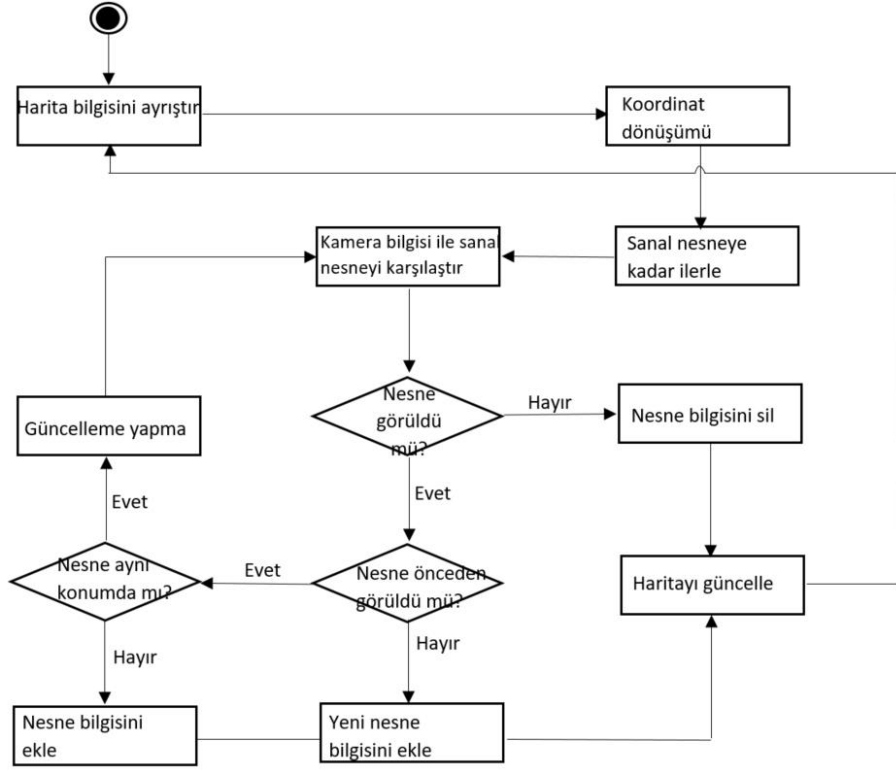 Harita bilgisini ayrıştır
Koordinat
dönüşümü
Kamera bilgisi ile sanal
nesneyi karşılaştır
Sanal nesneye
kadar ilerle
Nesne
görüldü
mü?
Hayır
Nesne bilgisini sil
Güncelleme yapma
Evet
Evet
Nesne aynı
konumda mı?
Evet
Nesne önceden
görüldü mü?
Haritayı güncelle
Hayır
Hayır
Nesne bilgisini
ekle
Yeni nesne
bilgisini ekle